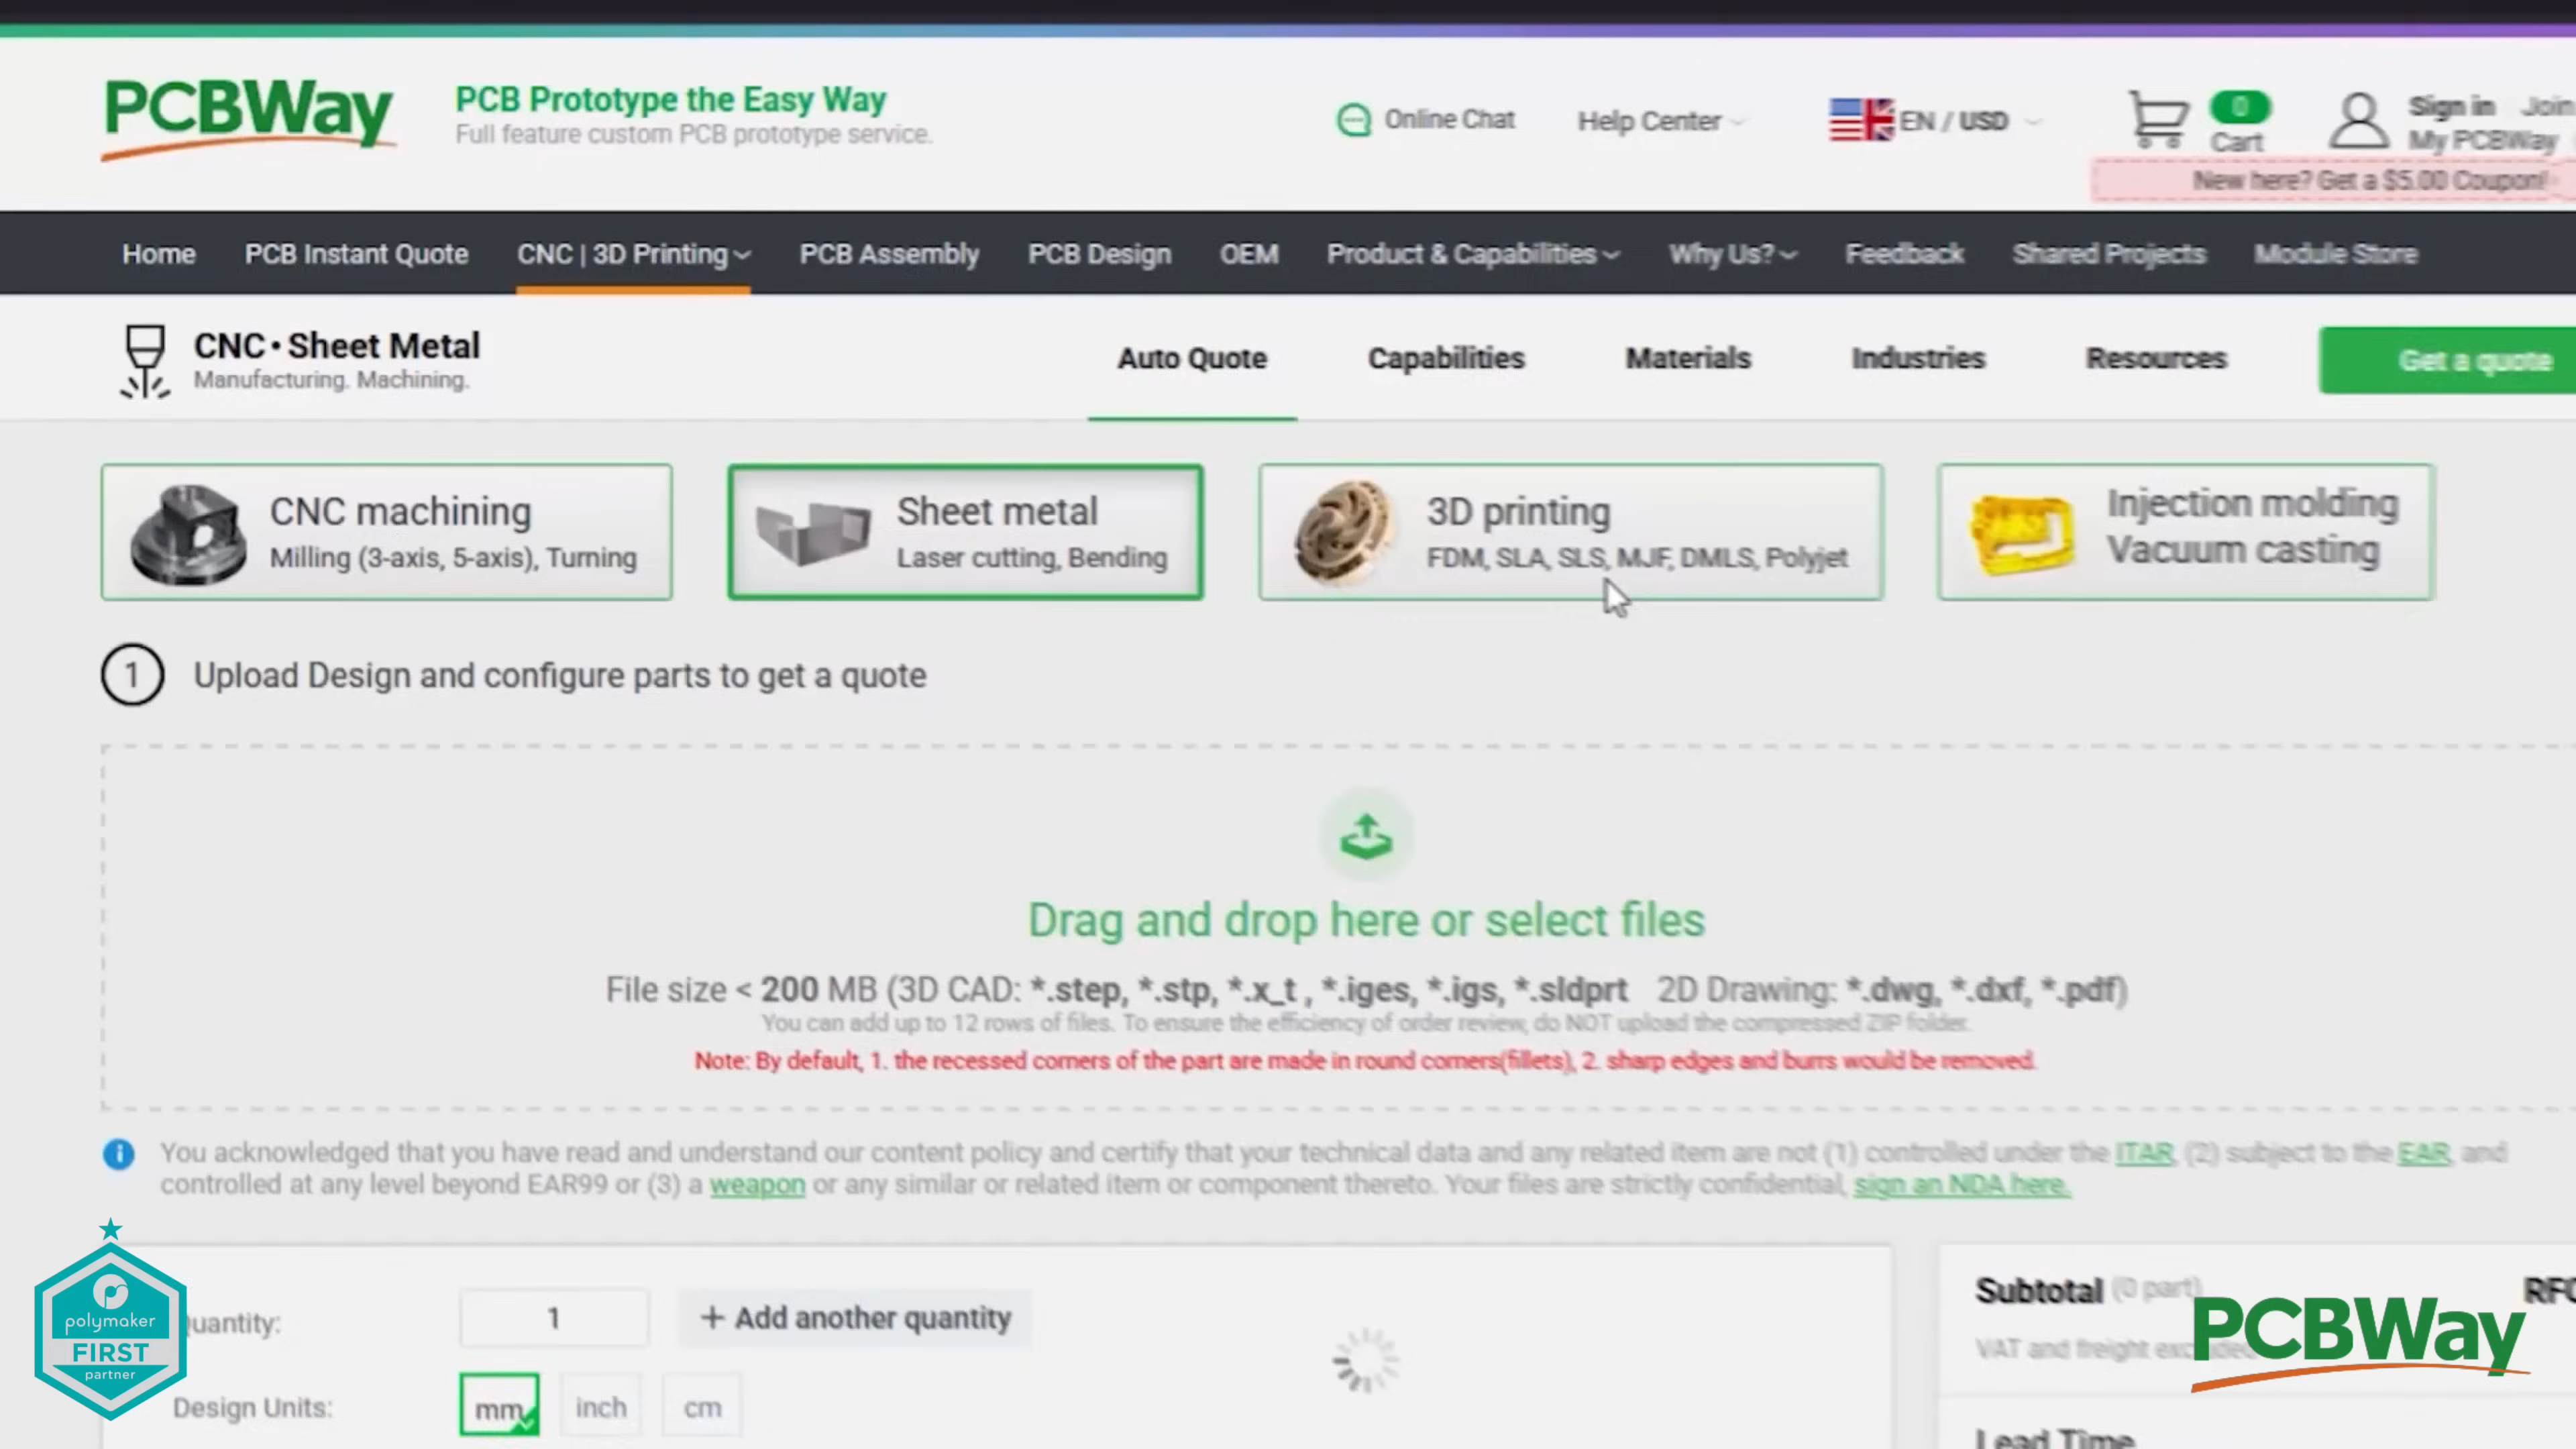 PCBWay
PCB Prototype the Easy Way
Full feature custom PCB prototype service.
Online Chat
Help Center
EN / USD
0
Cart
Sign in Join
My PCBWay
New here? Get a $5.00 Coupon!
Home
PCB Instant Quote
CNC | 3D Printing
PCB Assembly
PCB Design
OEM
Product & Capabilities
Why Us?
Feedback
Shared Projects
Module Store
CNC • Sheet Metal
Manufacturing. Machining.
Auto Quote
Capabilities
Materials
Industries
Resources
Get a quote
CNC machining
Milling (3-axis, 5-axis), Turning
Sheet metal
Laser cutting, Bending
3D printing
FDM, SLA, SLS, MJF, DMLS, Polyjet
Injection molding
Vacuum casting
1 Upload Design and configure parts to get a quote
Drag and drop here or select files
File size < 200 MB (3D CAD: *.step, *.stp, *.x_t , *.iges, *.igs, *.sldprt 2D Drawing: *.dwg, *.dxf, *.pdf)
You can add up to 12 rows of files. To ensure the efficiency of order review, do NOT upload the compressed ZIP folder.
Note: By default, 1. the recessed corners of the part are made in round corners(fillets), 2. sharp edges and burrs would be removed.
You acknowledged that you have read and understand our content policy and certify that your technical data and any related item are not (1) controlled under the ITAR, (2) subject to the EAR, and
controlled at any level beyond EAR99 or (3) a weapon or any similar or related item or component thereto. Your files are strictly confidential, sign an NDA here.
uantity:
1
+ Add another quantity
Design Units:
mm
inch
cm
Subtotal (0 part)
RFQ
VAT and freight
Lead Time
polymaker
FIRST
partner
PCBWay